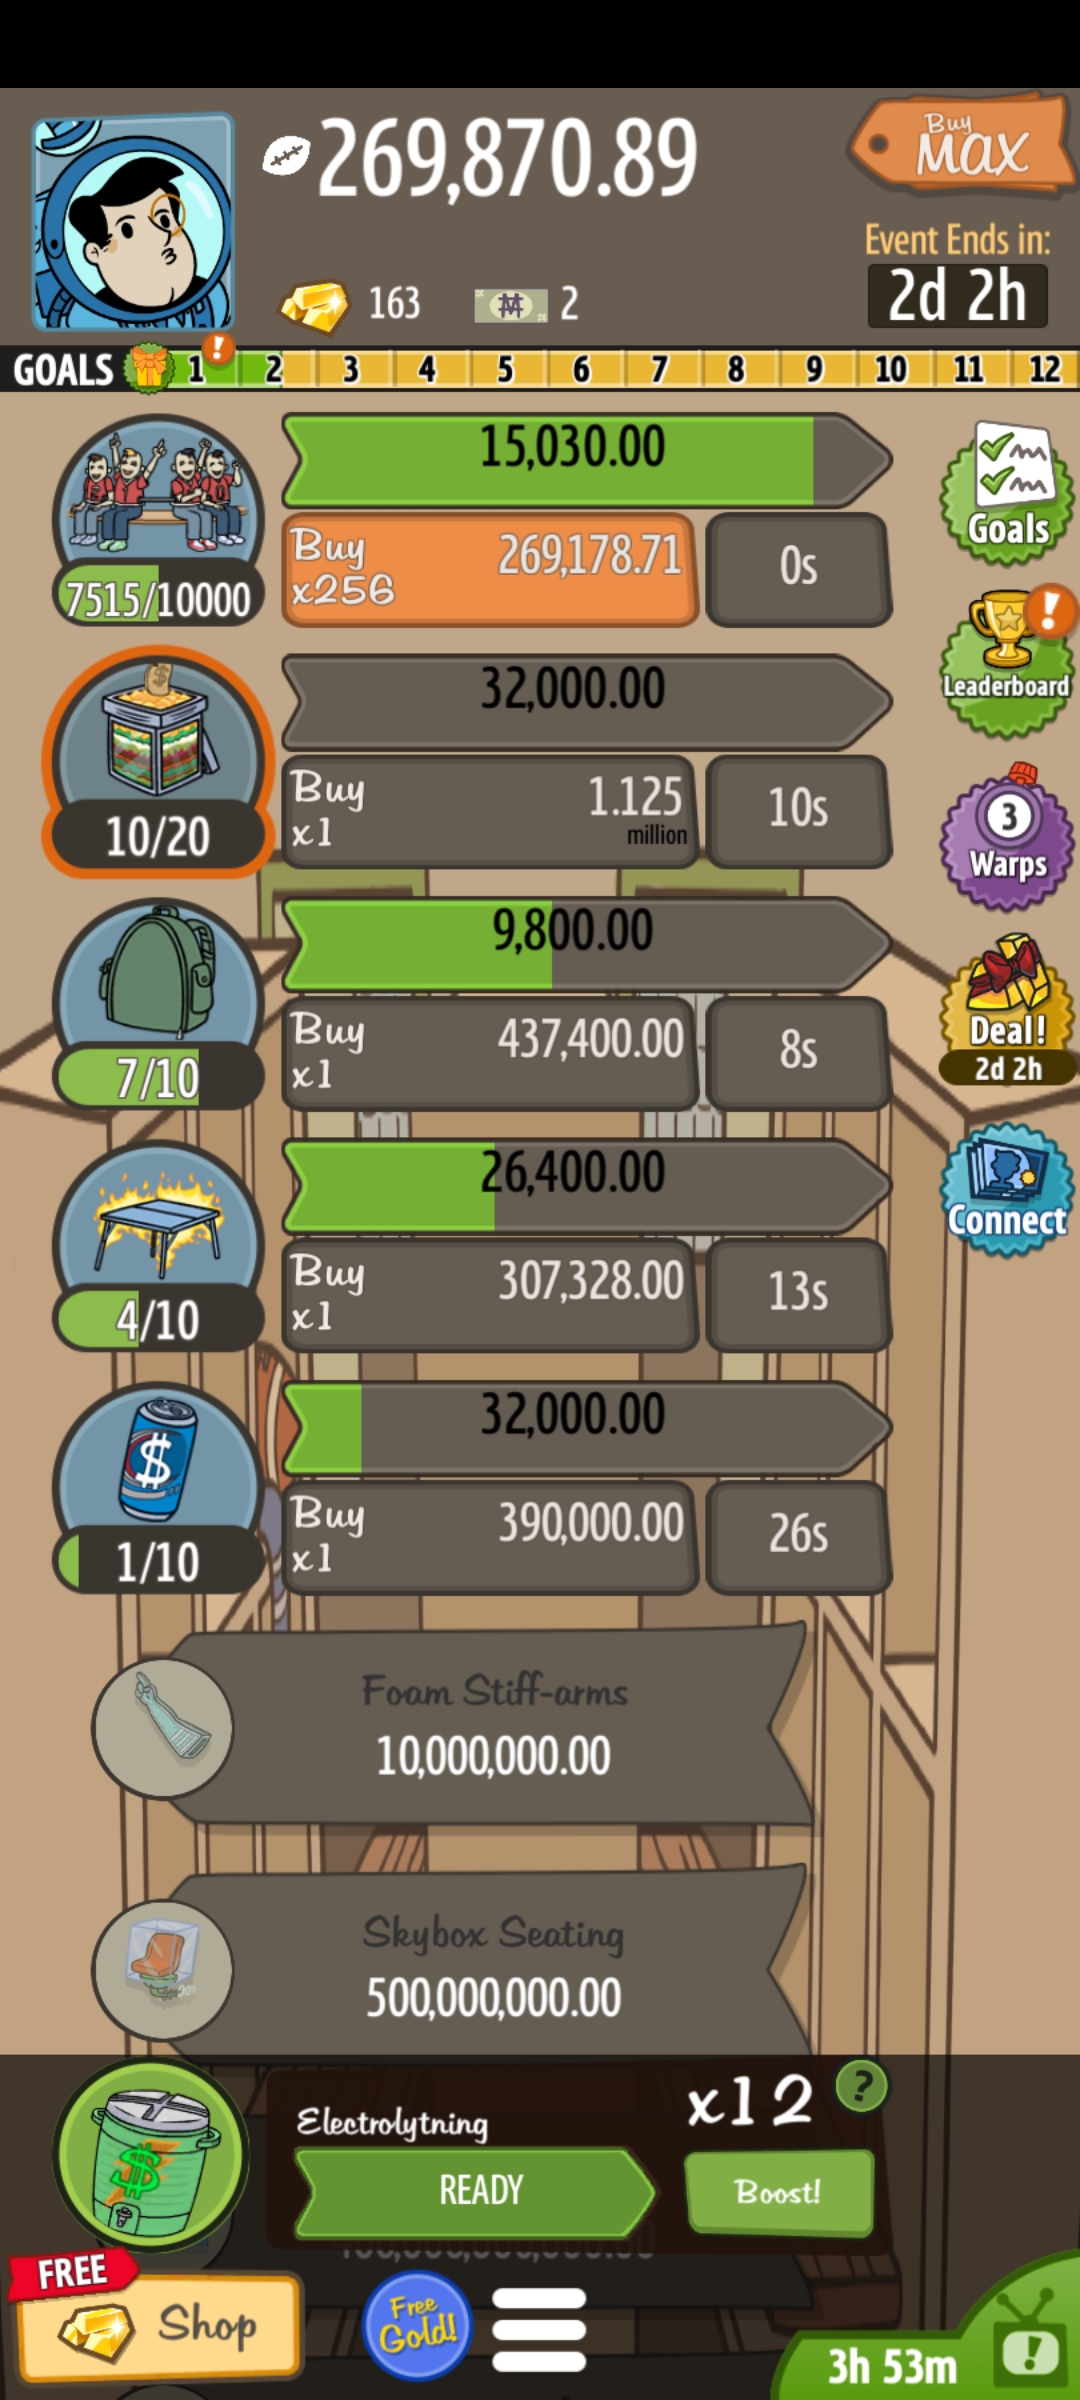 269,870.89
Buy
MAX
Event Ends in:
2d 2h
163
2
GOALS 1 ! 2 3 4 5 6 7 8 9 10 11 12
15,030.00
Buy
x256
269,178.71
0s
7515/10000
Goals
32,000.00
Buy
x1
1.125
million
10s
10/20
!
Leaderboard
3
Warps
9,800.00
Buy
x1
437,400.00
8s
7/10
Deal!
2d 2h
26,400.00
Buy
x1
307,328.00
13s
4/10
Connect
32,000.00
Buy
x1
390,000.00
26s
$
1/10
Foam Stiff-arms
10,000,000.00
Skybox Seating
500,000,000.00
Electrolytning
x12
?
$
READY
Boost!
FREE
Shop
Free
Gold!
3h 53m
!